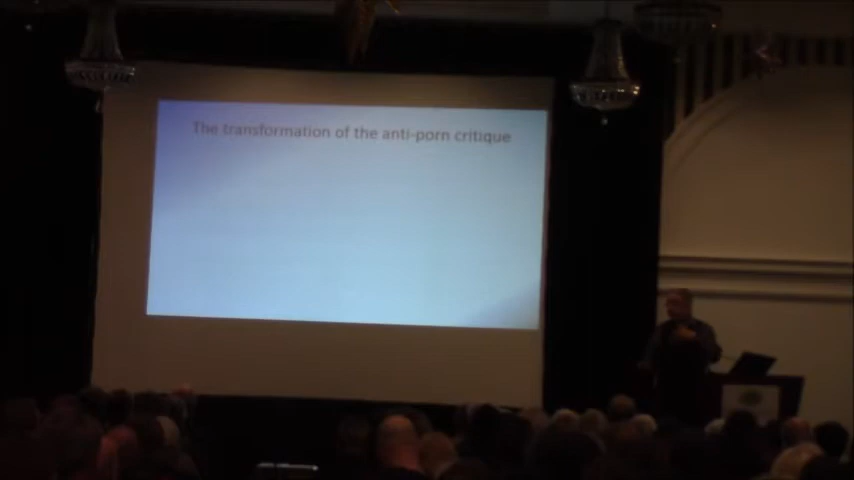 The transformation of the anti-porn critique